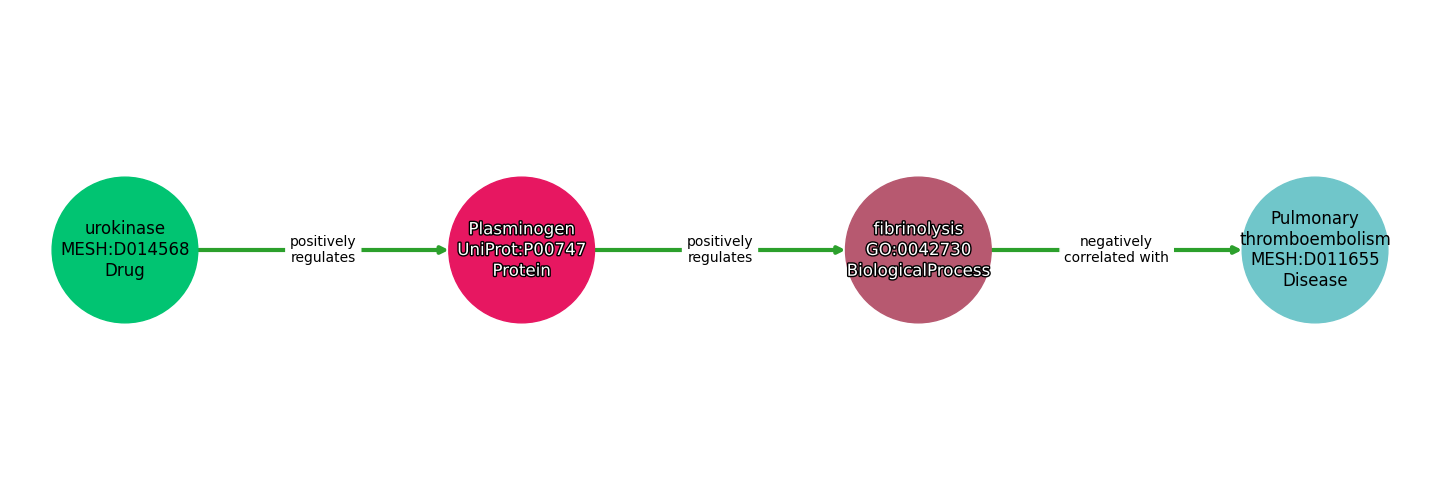 urokinase
MESH:D014568
Drug
positively
regulates
Plasminogen
UniProt:P00747
Protein
positively
regulates
fibrinolysis
GO:0042730
BiologicalProcess
negatively
correlated with
Pulmonary
thromboembolism
MESH:D011655
Disease